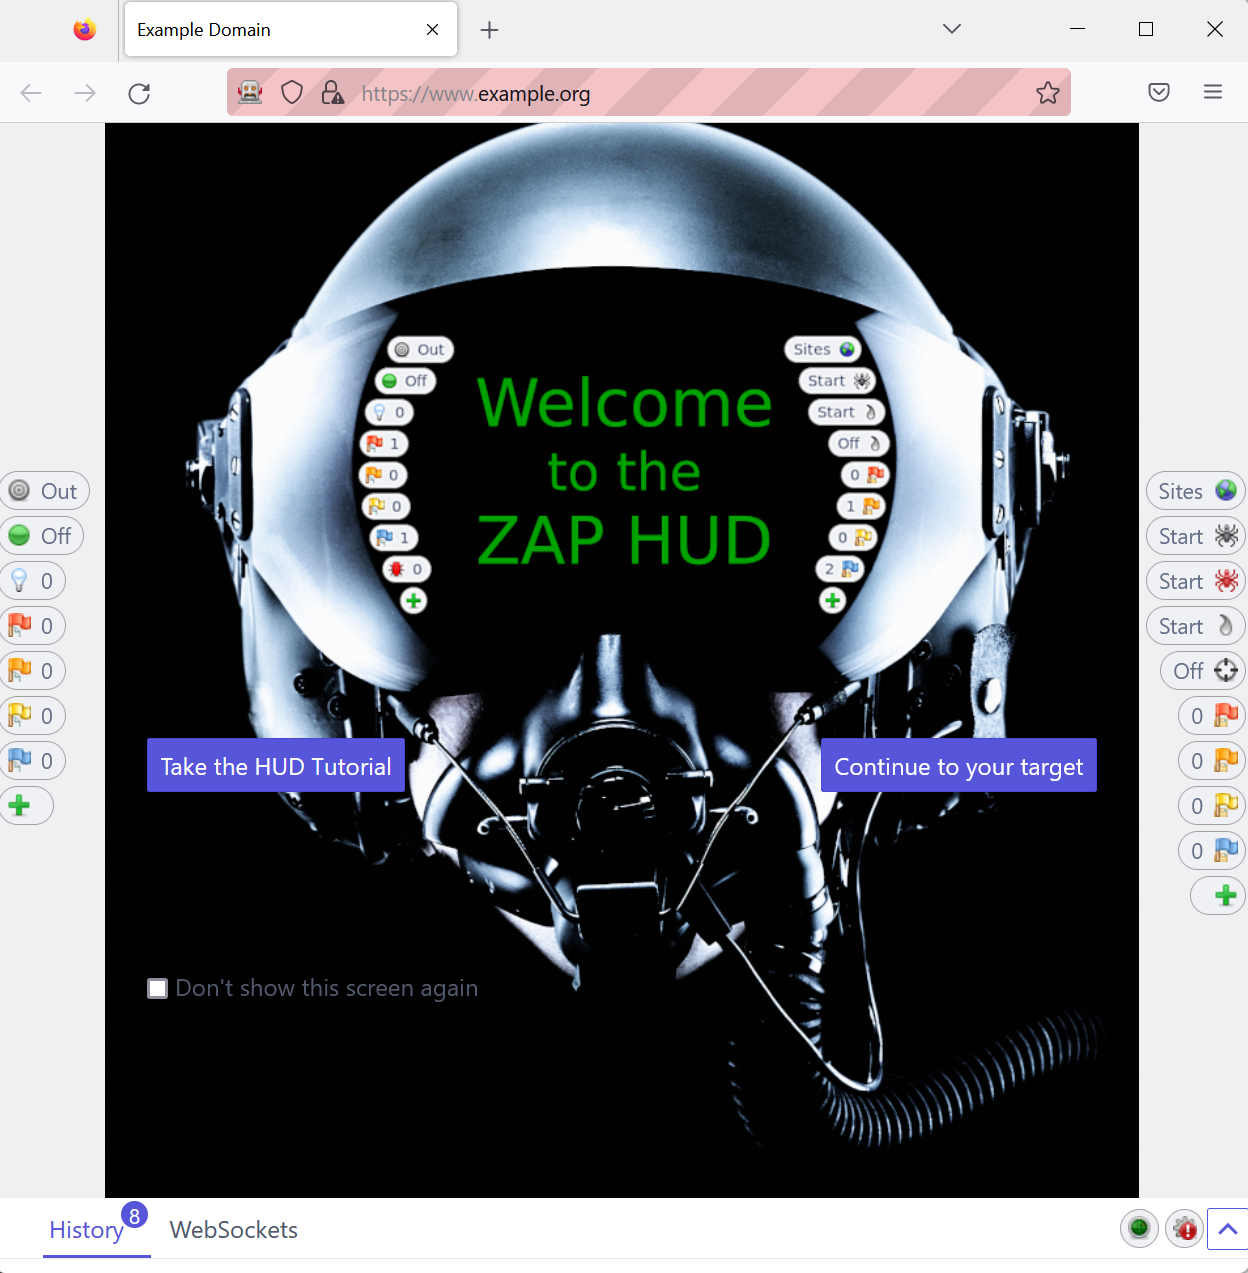 Example Domain
https://www.example.org
Out
Off
0
1
0
0
1
0
Sites
Start
Start
Off
0
1
0
2
Welcome
to the
ZAP HUD
Out
Off
0
0
0
0
0
Sites
Start
Start
Start
Off
0
0
0
0
Take the HUD Tutorial
Continue to your target
Don't show this screen again
History 8
WebSockets